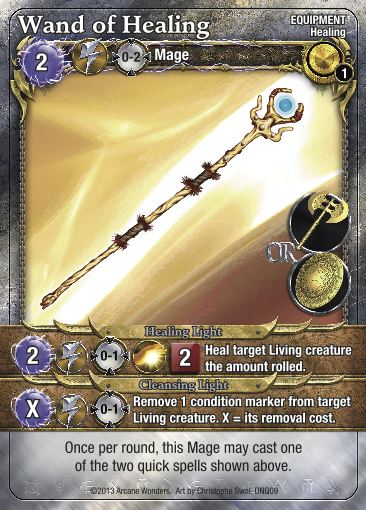 Wand of Healing
EQUIPMENT
Healing
2
0-2
Mage
1
OR
Healing Light
2
0-1
2
Heal target Living creature
the amount rolled.
Cleansing Light
X
0-1
Remove 1 condition marker from target
Living creature. X = its removal cost.
Once per round, this Mage may cast one
of the two quick spells shown above.
©2013 Arcane Wonders. Art by Christophe Swal. DNQ09